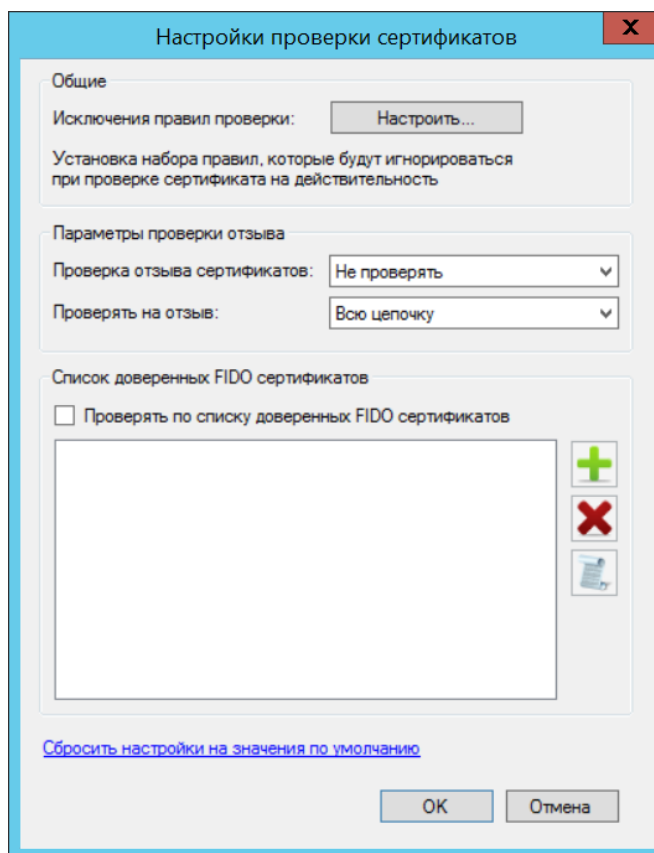 Настройки проверки сертификатов
X
Общие
Исключения правил проверки:
Настроить...
Установка набора правил, которые будут игнорироваться
при проверке сертификата на действительность
Параметры проверки отзыва
Проверка отзыва сертификатов:
Не проверять
Проверять на отзыв:
Всю цепочку
Список доверенных FIDO сертификатов
Проверять по списку доверенных FIDO сертификатов
Сбросить настройки на значения по умолчанию
OK
Отмена